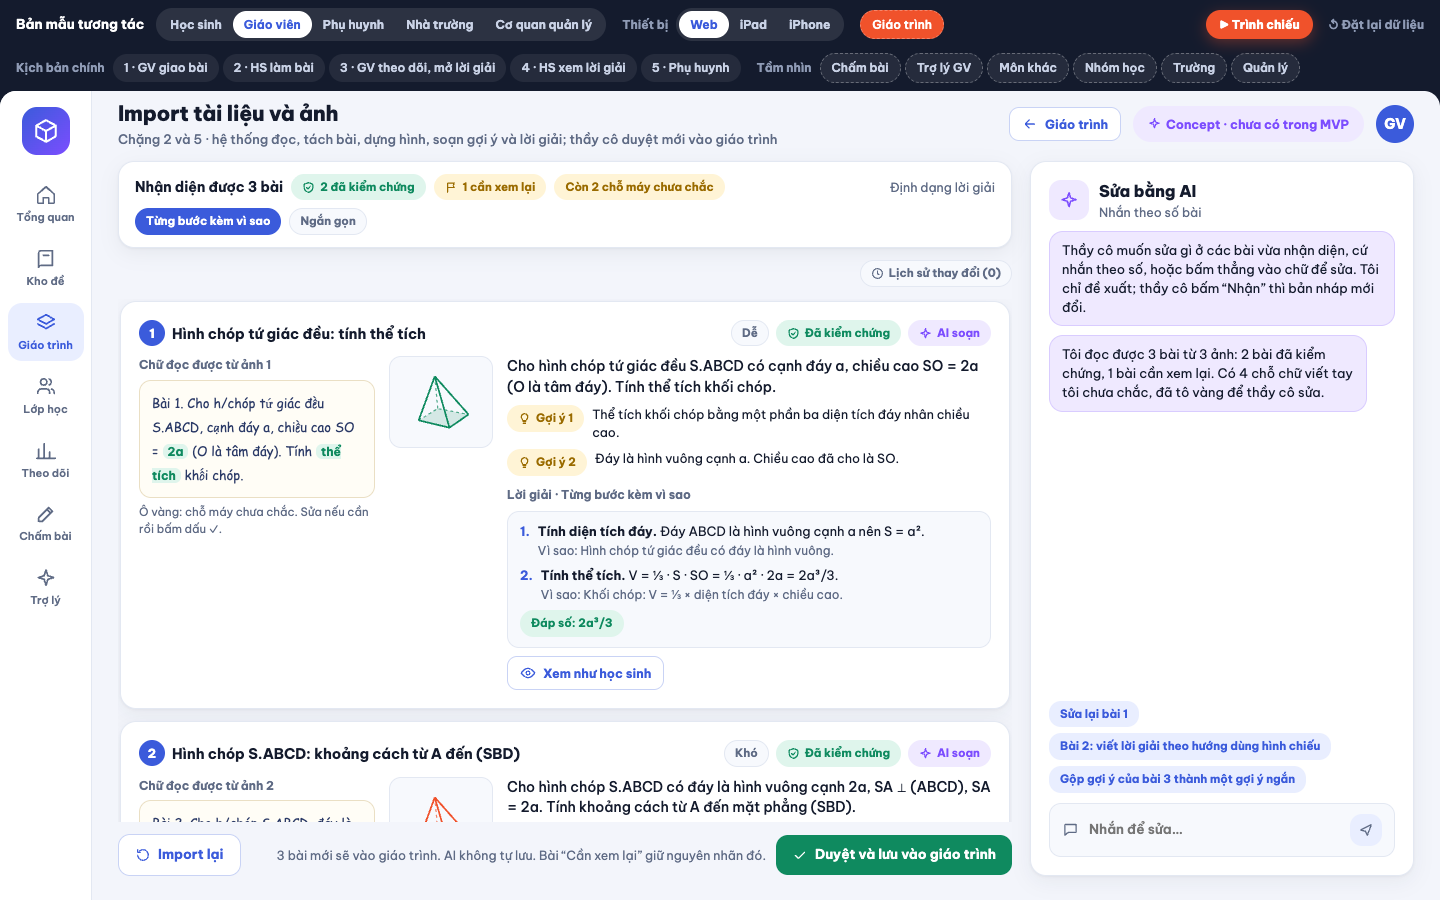 Bản mẫu tương tác
Học sinh
Giáo viên
Phụ huynh
Nhà trường
Cơ quan quản lý
Thiết bị
Web
iPad
iPhone
Giáo trình
Trình chiếu
Đặt lại dữ liệu
Kịch bản chính
1 · GV giao bài
2 · HS làm bài
3 · GV theo dõi, mở lời giải
4 · HS xem lời giải
5 · Phụ huynh
Tầm nhìn
Chấm bài
Trợ lý GV
Môn khác
Nhóm học
Trường
Quản lý
Tổng quan
Kho đề
Giáo trình
Lớp học
Theo dõi
Chấm bài
Trợ lý
Import tài liệu và ảnh
Chặng 2 và 5 · hệ thống đọc, tách bài, dựng hình, soạn gợi ý và lời giải; thầy cô duyệt mới vào giáo trình
Giáo trình
Concept · chưa có trong MVP
GV
Nhận diện được 3 bài
2 đã kiểm chứng
1 cần xem lại
Còn 2 chỗ máy chưa chắc
Định dạng lời giải
Từng bước kèm vì sao
Ngắn gọn
Lịch sử thay đổi (0)
1 Hình chóp tứ giác đều: tính thể tích
Dễ
Đã kiểm chứng
AI soạn
Chữ đọc được từ ảnh 1
Bài 1. Cho h/chóp tứ giác đều
S.ABCD, cạnh đáy a, chiều cao SO
= 2a (O là tâm đáy). Tính thể
tích khối chóp.
Ô vàng: chỗ máy chưa chắc. Sửa nếu cần
rồi bấm dấu ✓.
Cho hình chóp tứ giác đều S.ABCD có cạnh đáy a, chiều cao SO = 2a
(O là tâm đáy). Tính thể tích khối chóp.
Gợi ý 1
Thể tích khối chóp bằng một phần ba diện tích đáy nhân chiều
cao.
Gợi ý 2
Đáy là hình vuông cạnh a. Chiều cao đã cho là SO.
Lời giải · Từng bước kèm vì sao
1. Tính diện tích đáy. Đáy ABCD là hình vuông cạnh a nên S = a².
Vì sao: Hình chóp tứ giác đều có đáy là hình vuông.
2. Tính thể tích. V = ⅓ · S · SO = ⅓ · a² · 2a = 2a³/3.
Vì sao: Khối chóp: V = ⅓ × diện tích đáy × chiều cao.
Đáp số: 2a³/3
Xem như học sinh
2 Hình chóp S.ABCD: khoảng cách từ A đến (SBD)
Khó
Đã kiểm chứng
AI soạn
Chữ đọc được từ ảnh 2
Bài 2. Cho h/chóp S.ABCD, đáy là
Cho hình chóp S.ABCD có đáy là hình vuông cạnh 2a, SA ⊥ (ABCD), SA
= 2a. Tính khoảng cách từ A đến mặt phẳng (SBD).
Import lại
3 bài mới sẽ vào giáo trình. AI không tự lưu. Bài “Cần xem lại” giữ nguyên nhãn đó.
Duyệt và lưu vào giáo trình
Sửa bằng AI
Nhắn theo số bài
Thầy cô muốn sửa gì ở các bài vừa nhận diện, cứ
nhắn theo số, hoặc bấm thẳng vào chữ để sửa. Tôi
chỉ đề xuất; thầy cô bấm “Nhận” thì bản nháp mới
đổi.
Tôi đọc được 3 bài từ 3 ảnh: 2 bài đã kiểm
chứng, 1 bài cần xem lại. Có 4 chỗ chữ viết tay
tôi chưa chắc, đã tô vàng để thầy cô sửa.
Sửa lại bài 1
Bài 2: viết lời giải theo hướng dùng hình chiếu
Gộp gợi ý của bài 3 thành một gợi ý ngắn
Nhắn để sửa...